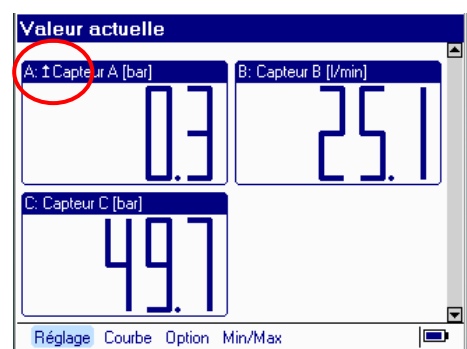 Valeur actuelle
A: ↥Capteur A [bar]
0.3
B: Capteur B [l/min]
25.1
C: Capteur C [bar]
49.7
Réglage Courbe Option Min/Max